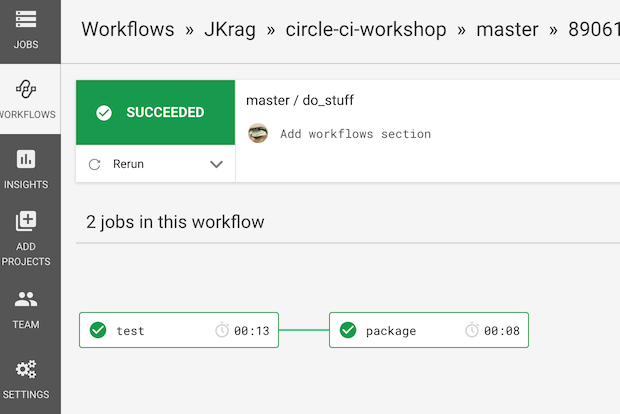 JOBS
WORKFLOWS
INSIGHTS
ADD
PROJECTS
TEAM
SETTINGS
Workflows » JKrag » circle-ci-workshop » master » 89061
SUCCEEDED
Rerun
master / do_stuff
Add workflows section
2 jobs in this workflow
test 00:13
package 00:08